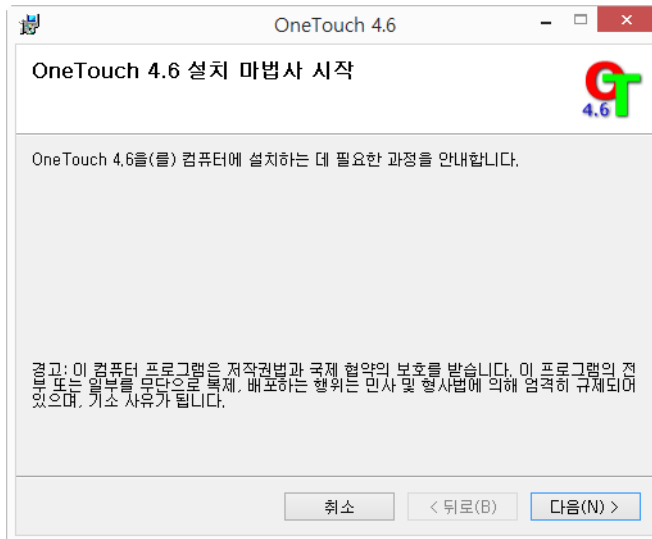 OneTouch 4.6
OneTouch 4.6 설치 마법사 시작
OT
4.6
OneTouch 4.6을(를) 컴퓨터에 설치하는 데 필요한 과정을 안내합니다.
경고: 이 컴퓨터 프로그램은 저작권법과 국제 협약의 보호를 받습니다. 이 프로그램의 전
부 또는 일부를 무단으로 복제, 배포하는 행위는 민사 및 형사법에 의해 엄격히 규제되어
있으며, 기소 사유가 됩니다.
취소
< 뒤로(B)
다음(N) >